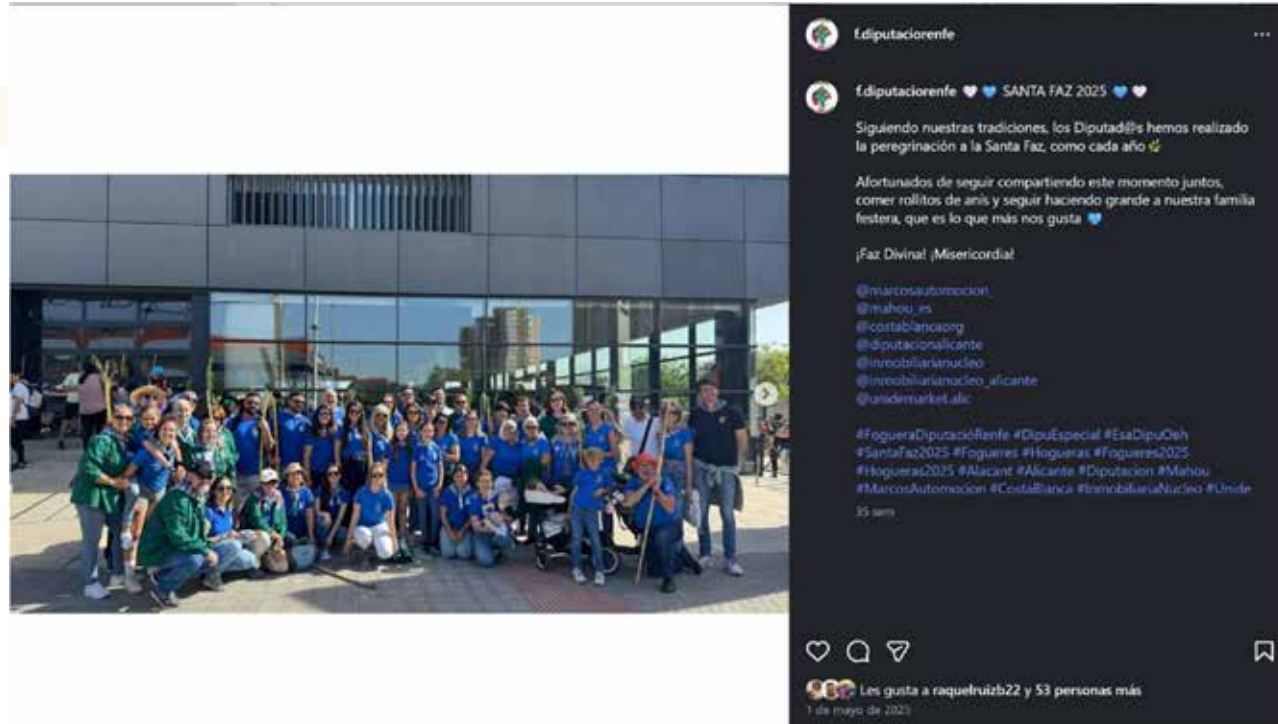 f.diputaciorenfe
f.diputaciorenfe 🤍 💙 SANTA FAZ 2025 💙 🤍
Siguiendo nuestras tradiciones, los Diputad@s hemos realizado
la peregrinación a la Santa Faz, como cada año 🌿
Afortunados de seguir compartiendo este momento juntos,
comer rollitos de anís y seguir haciendo grande a nuestra familia
festera, que es lo que más nos gusta 💙
¡Faz Divina! ¡Misericordia!
@marcosautomocion_
@mahou_es
@costablancaorg
@diputacionalicante
@inmobiliarianucleo
@inmobiliarianucleo_alicante
@unidemarket.alic
#FogueraDiputacióRenfe #DipuEspecial #EsaDipuOeh
#SantaFaz2025 #Fogueres #Hogueras #Fogueres2025
#Hogueras2025 #Alacant #Alicante #Diputacion #Mahou
#MarcosAutomocion #CostaBlanca #InmobiliariaNucleo #Unide
35 sem
Les gusta a raquelruizb22 y 53 personas más
1 de mayo de 2025